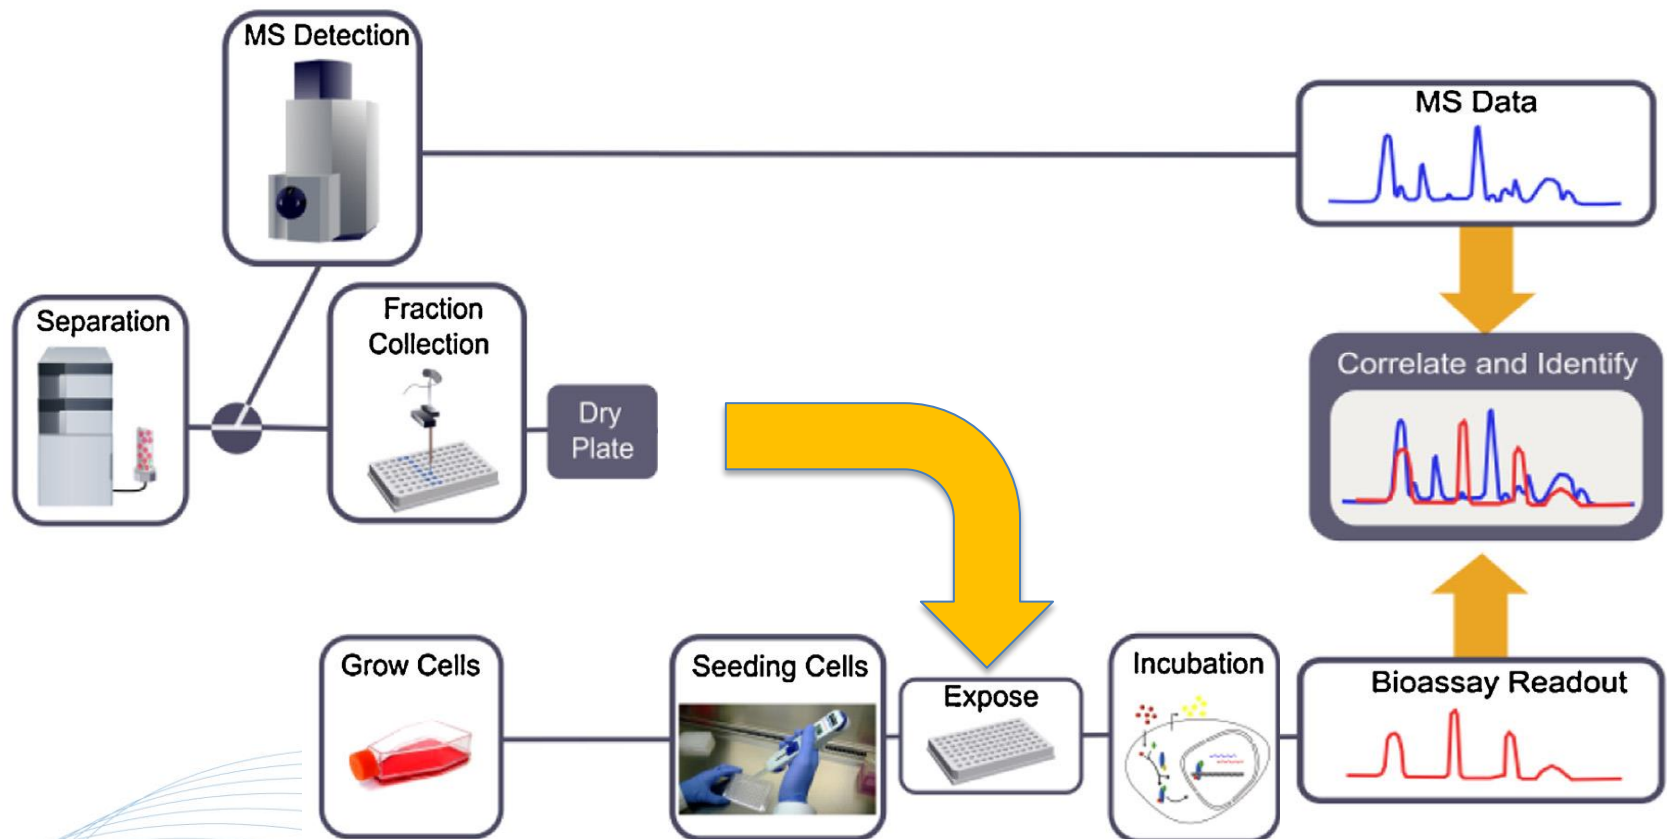 MS Detection
MS Data
Separation
Fraction
Collection
Dry
Plate
Correlate and Identify
Grow Cells
Seeding Cells
Expose
Incubation
Bioassay Readout